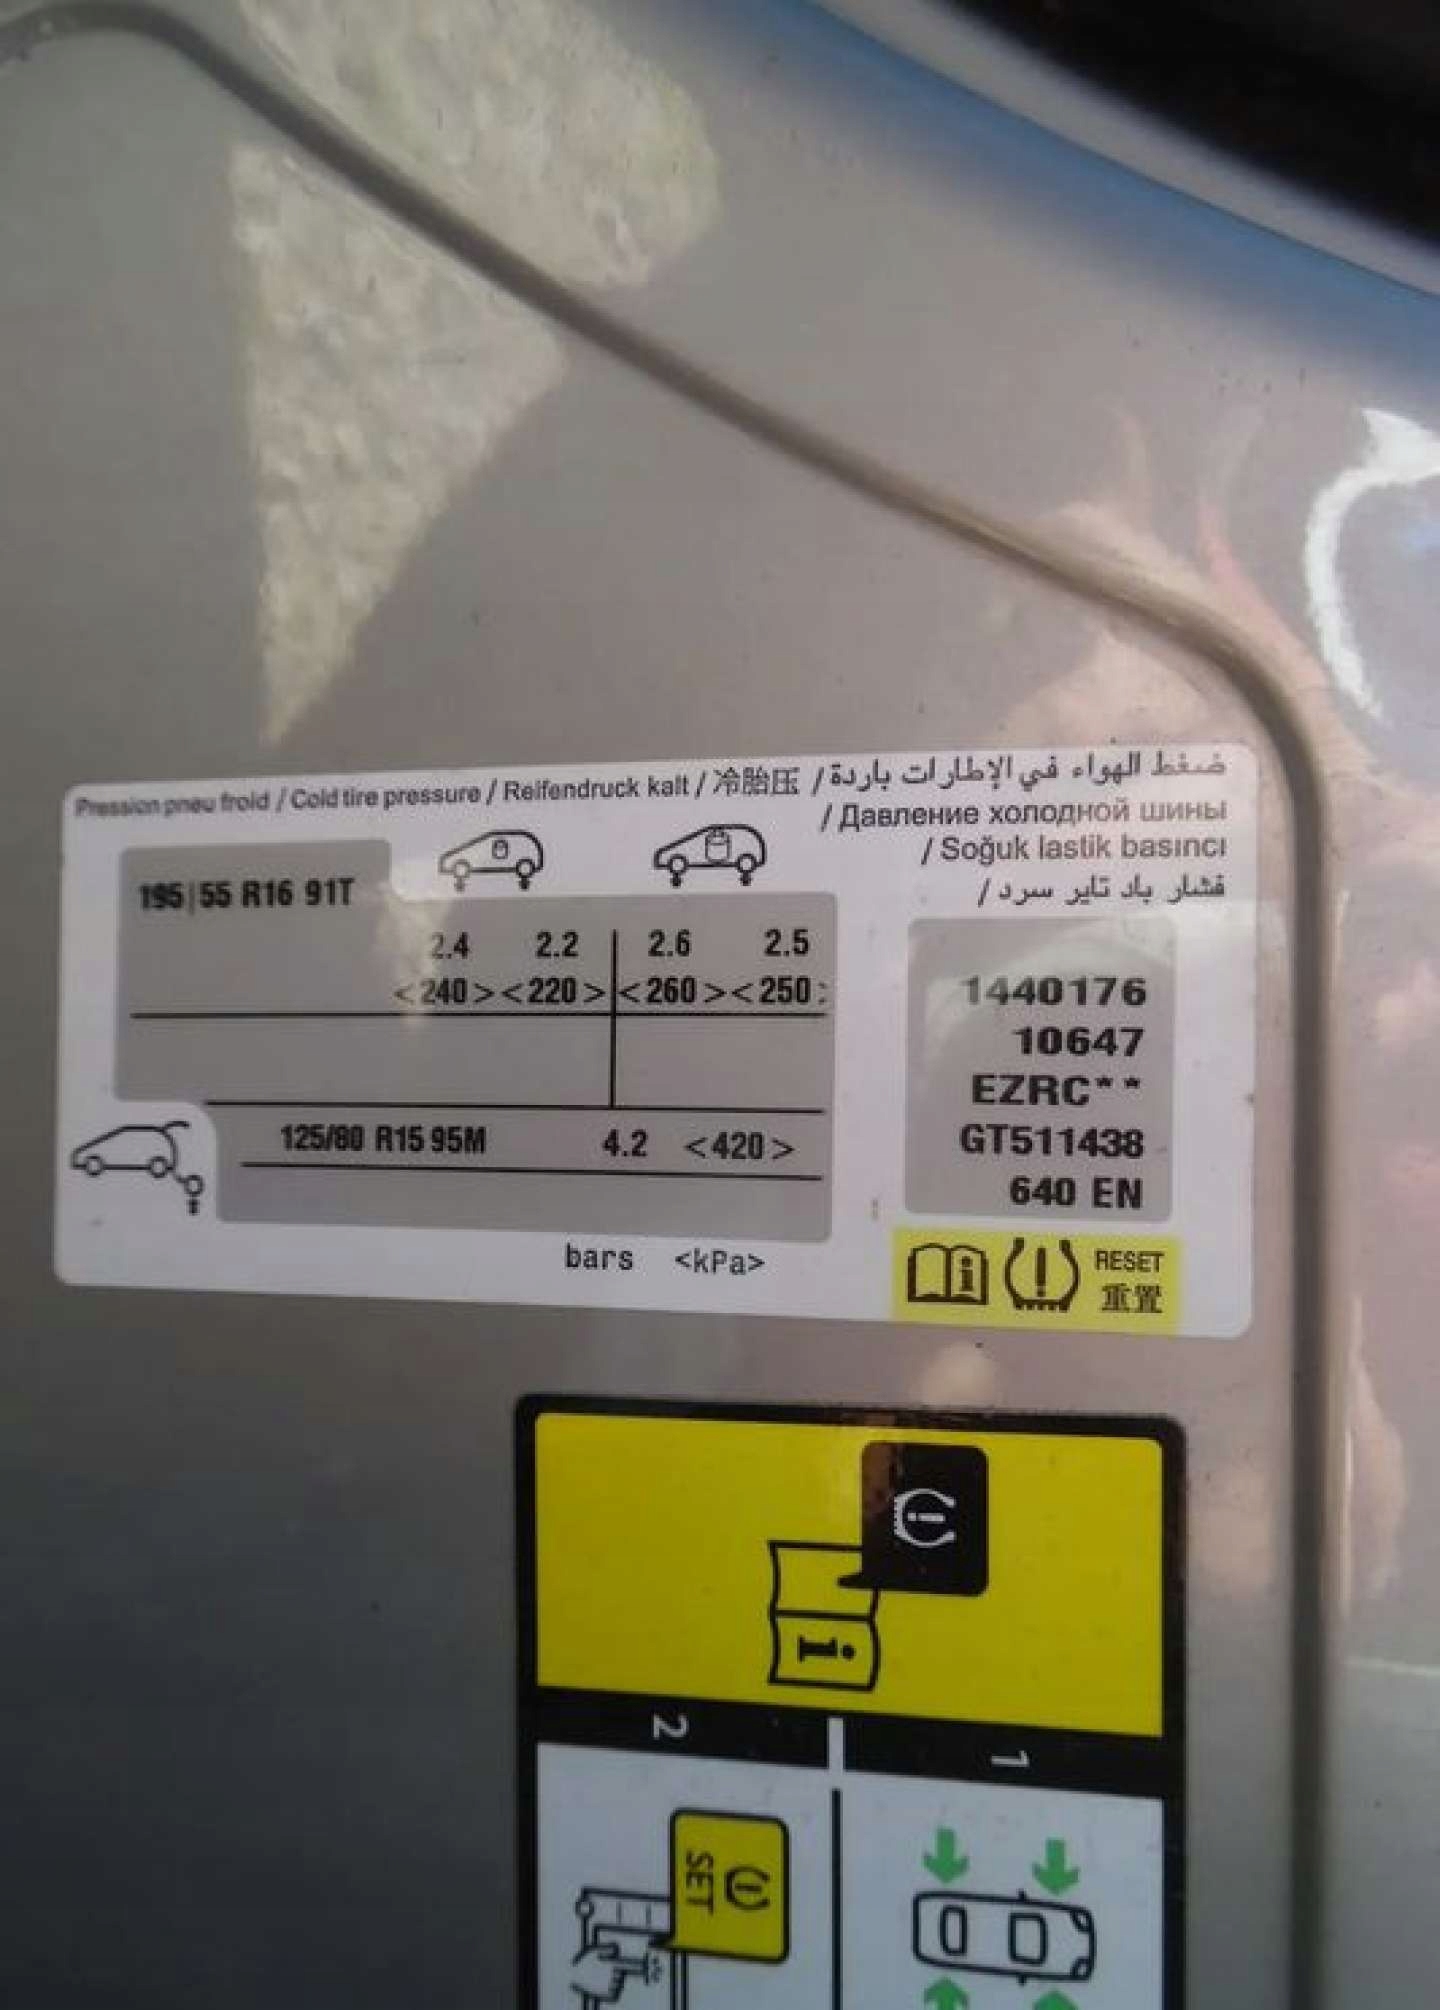 Pression pneu froid / Cold tire pressure / Reifendruck kalt / 冷胎压 / ضغط الهواء في الإطارات باردة
/ Давление холодной шины
/ Soğuk lastik basıncı
فشار باد تایر سرد /
195|55 R16 91T
2.4 2.2 2.6 2.5
<240> <220> <260> <250>
125/80 R15 95M 4.2 <420>
bars <kPa>
1440176
10647
EZRC**
GT511438
640 EN
RESET
重置
i
2 1
SET